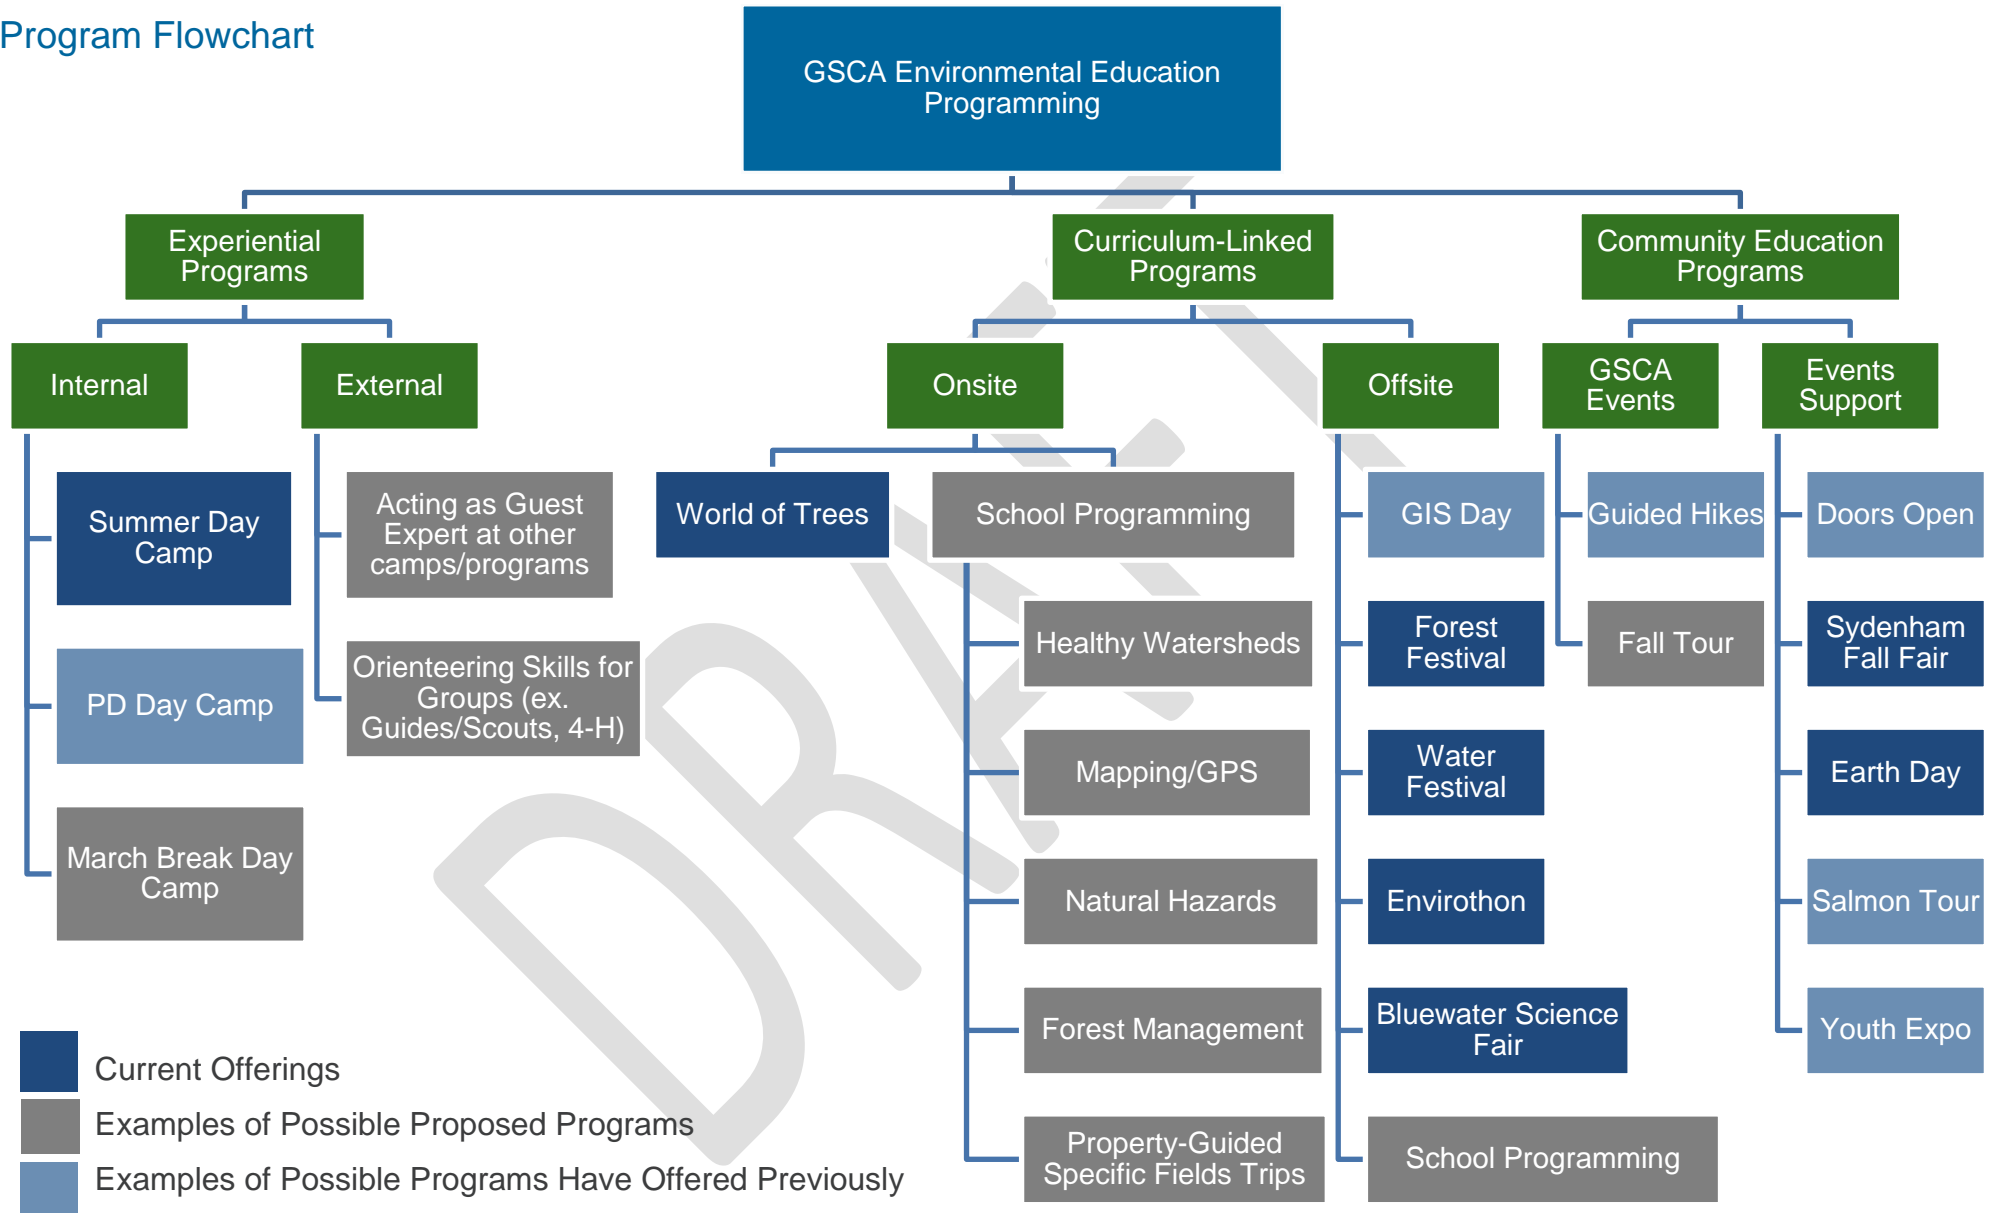 Program Flowchart
GSCA Environmental Education
Programming
Experiential
Programs
Curriculum-Linked
Programs
Community Education
Programs
Internal
External
Onsite
Offsite
GSCA
Events
Events
Support
Summer Day
Camp
PD Day Camp
March Break Day
Camp
Acting as Guest
Expert at other
camps/programs
Orienteering Skills for
Groups (ex.
Guides/Scouts, 4-H)
World of Trees
School Programming
Healthy Watersheds
Mapping/GPS
Natural Hazards
Forest Management
Property-Guided
Specific Fields Trips
GIS Day
Forest
Festival
Water
Festival
Envirothon
Bluewater Science
Fair
School Programming
Guided Hikes
Fall Tour
Doors Open
Sydenham
Fall Fair
Earth Day
Salmon Tour
Youth Expo
Current Offerings
Examples of Possible Proposed Programs
Examples of Possible Programs Have Offered Previously
DRAFT